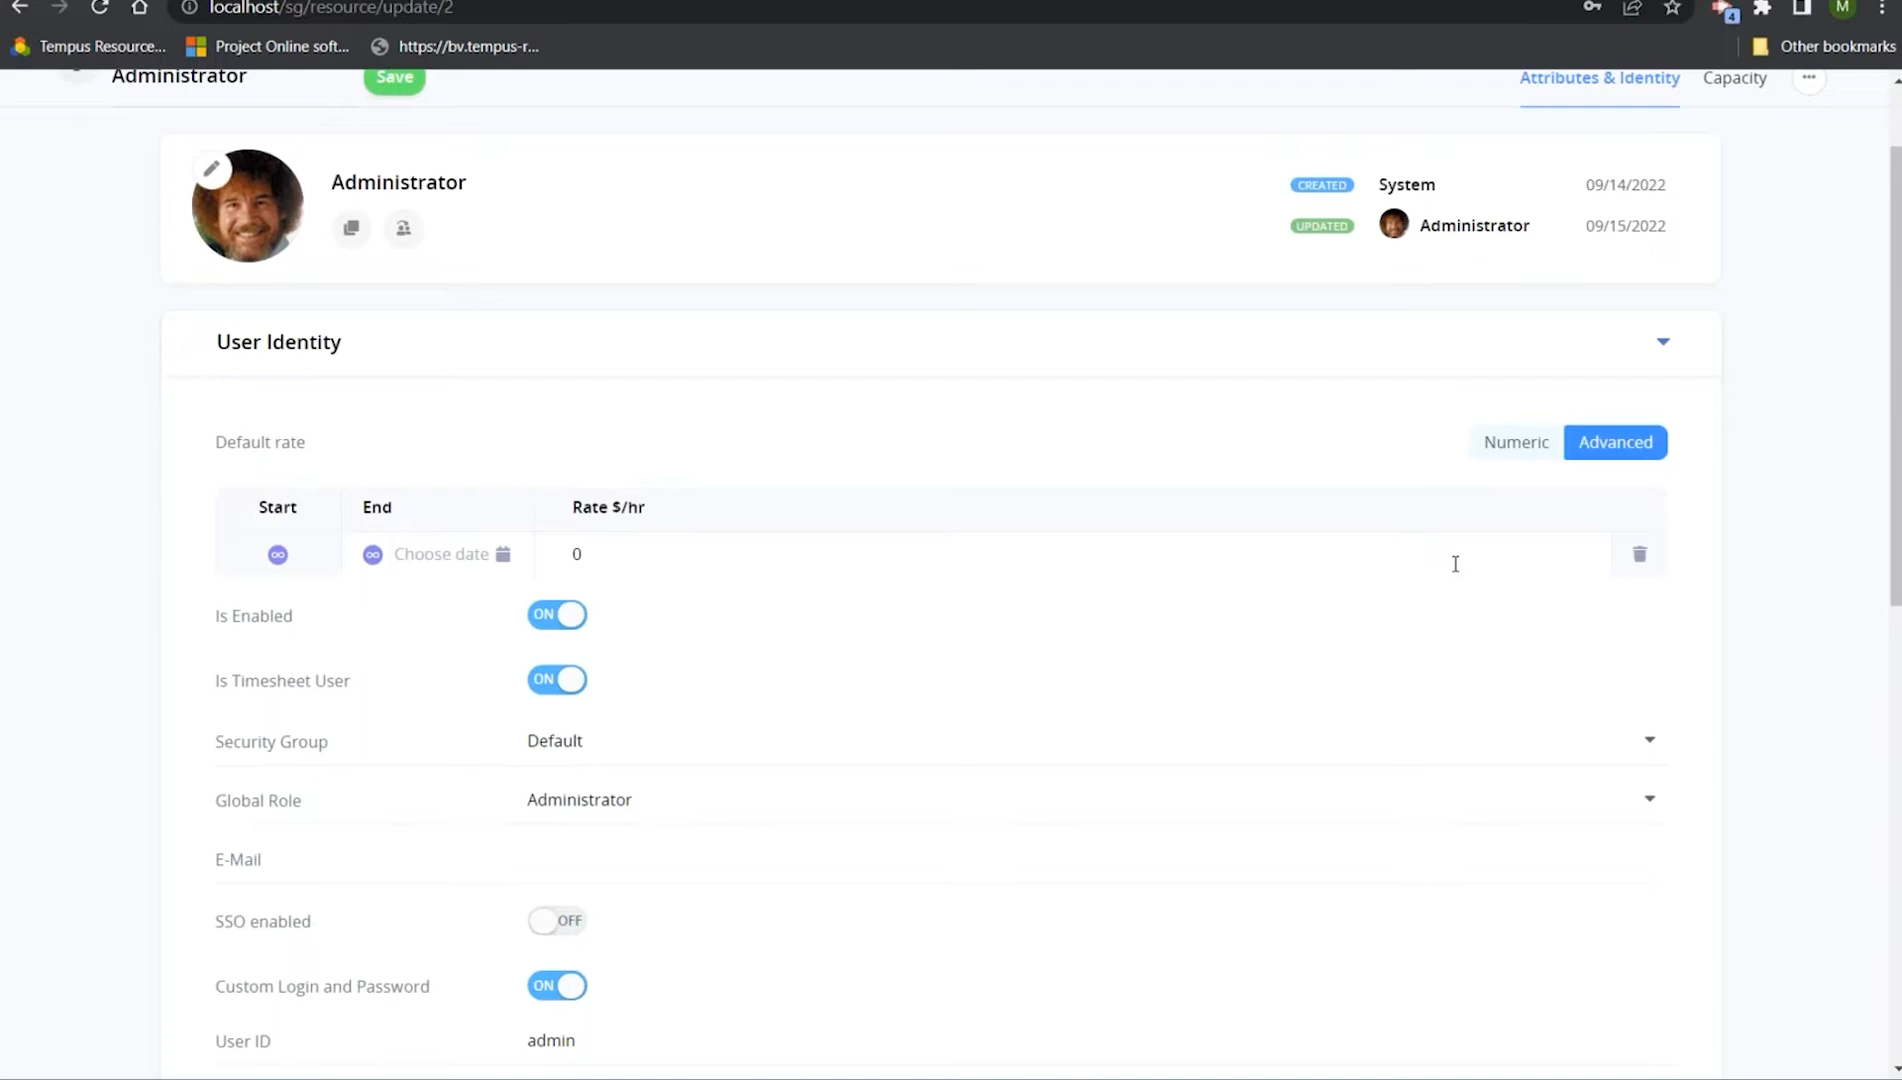 localhost/sg/resource/update/2
4
M
Tempus Resource...
Project Online soft...
https://bv.tempus-r...
Other bookmarks
Administrator
Save
Attributes & Identity
Capacity
Administrator
CREATED
System
09/14/2022
UPDATED
Administrator
09/15/2022
User Identity
Default rate
Numeric
Advanced
Start
End
Rate $/hr
Choose date
0
Is Enabled
ON
Is Timesheet User
ON
Security Group
Default
Global Role
Administrator
E-Mail
SSO enabled
OFF
Custom Login and Password
ON
User ID
admin